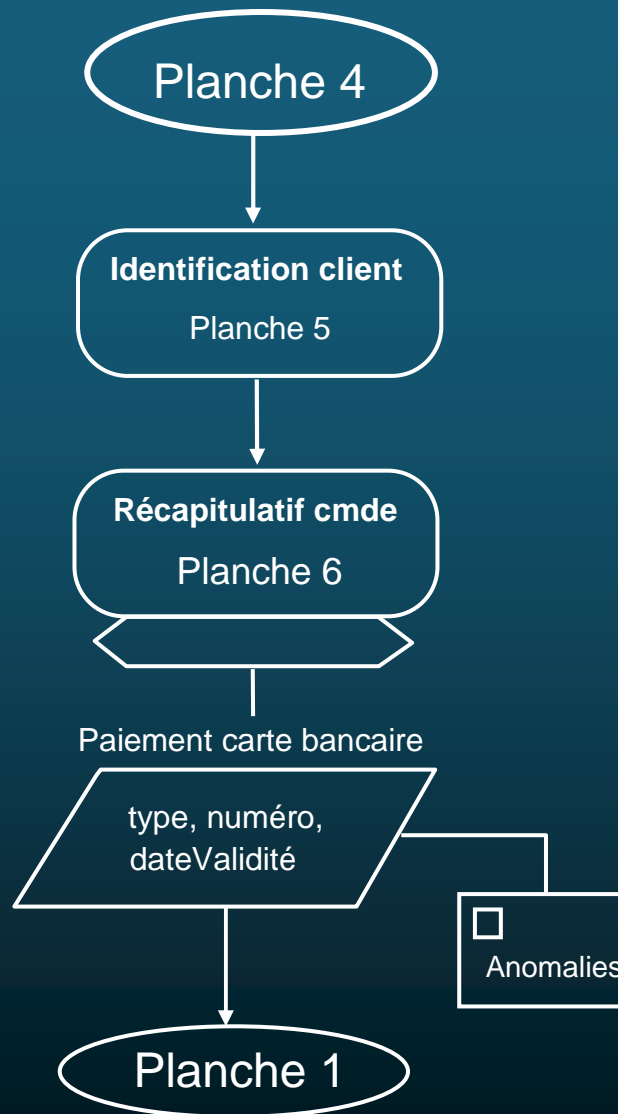 Planche 4
Identification client
Planche 5
Récapitulatif cmde
Planche 6
Paiement carte bancaire
type, numéro,
dateValidité
Anomalies
Planche 1